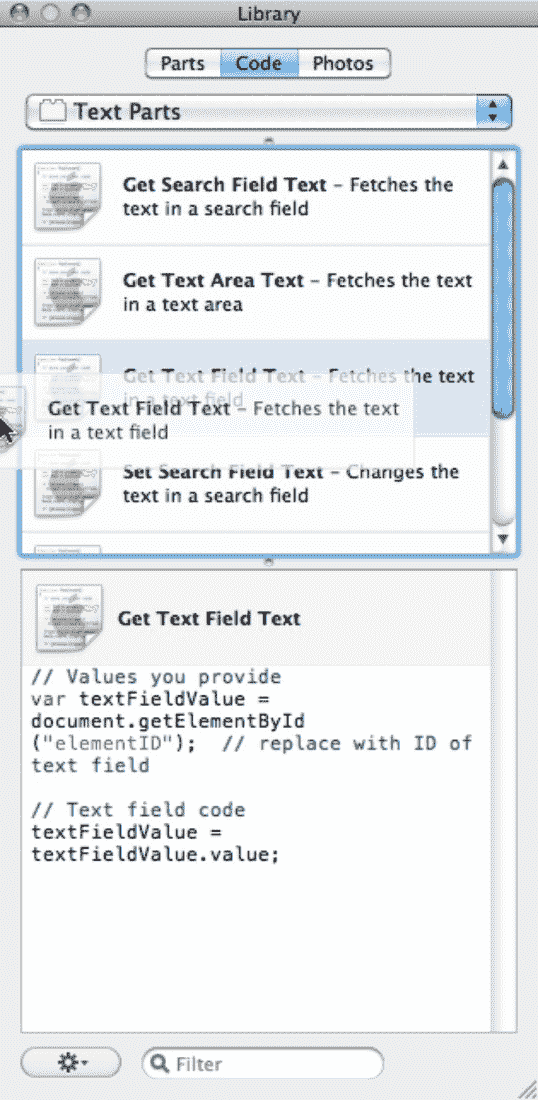 Library
Parts Code Photos
Text Parts
Get Search Field Text – Fetches the
text in a search field
Get Text Area Text – Fetches the text
in a text area
Get Text Field Text – Fetches the text
in a text field
Get Text Field Text – Fetches the text
in a text field
Set Search Field Text – Changes the
text in a search field
Get Text Field Text
// Values you provide
var textFieldValue =
document.getElementById
("elementID");  // replace with ID of
text field
// Text field code
textFieldValue =
textFieldValue.value;
Filter